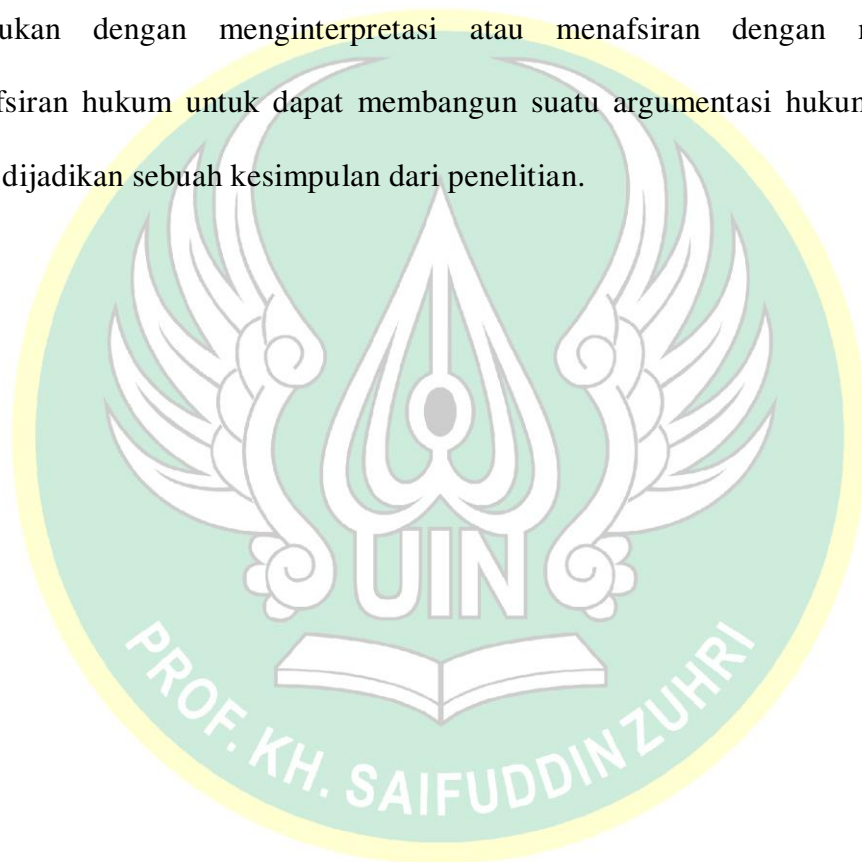 ukan dengan menginterpretasi atau menafsiran dengan
fsiran hukum untuk dapat membangun suatu argumentasi hukum
dijadikan sebuah kesimpulan dari penelitian.
UIN
PROF. KH. SAIFUDDIN ZUHRI